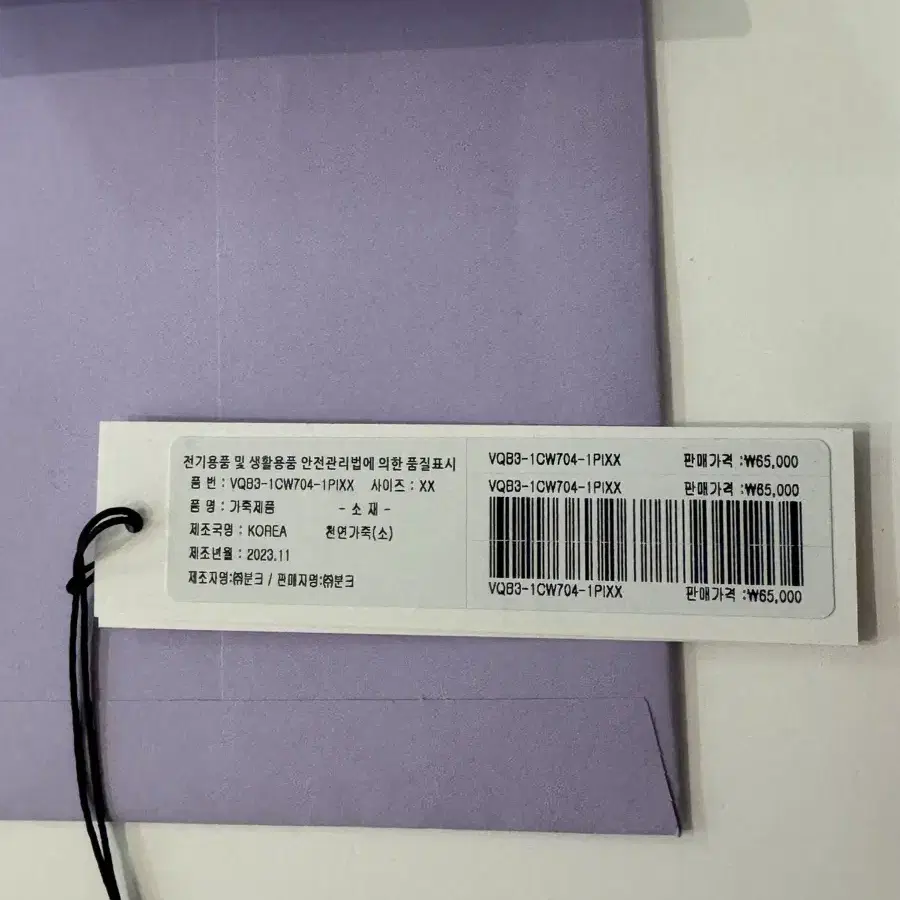 전기용품 및 생활용품 안전관리법에 의한 품질표시
품 번 : VQB3-1CW704-1PIXX 사이즈 : XX
품 명 : 가죽제품 - 소 재 -
제조국명 : KOREA 천연가죽(소)
제조년월 : 2023.11
제조자명:㈜분크 / 판매자명:㈜분크
VQB3-1CW704-1PIXX 판매가격 :₩65,000
VQB3-1CW704-1PIXX 판매가격 :₩65,000
VQB3-1CW704-1PIXX 판매가격 :₩65,000